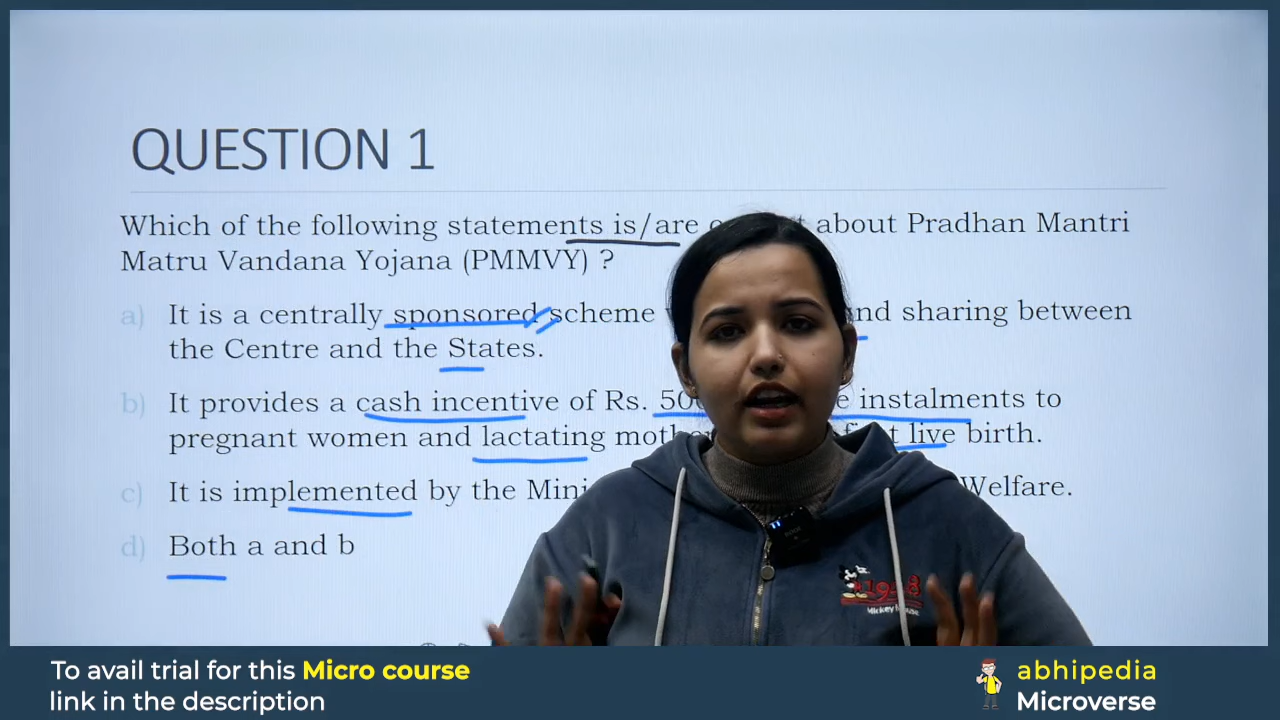 QUESTION 1
Which of the following statements is/are about Pradhan Mantri
Matru Vandana Yojana (PMMVY) ?
a) It is a centrally sponsored scheme sharing between
the Centre and the States.
b) It provides a cash incentive of Rs. instalments to
pregnant women and lactating live birth.
c) It is implemented by the Welfare.
d) Both a and b
Mickey Mouse
To avail trial for this Micro course
link in the description
abhipedia
Microverse